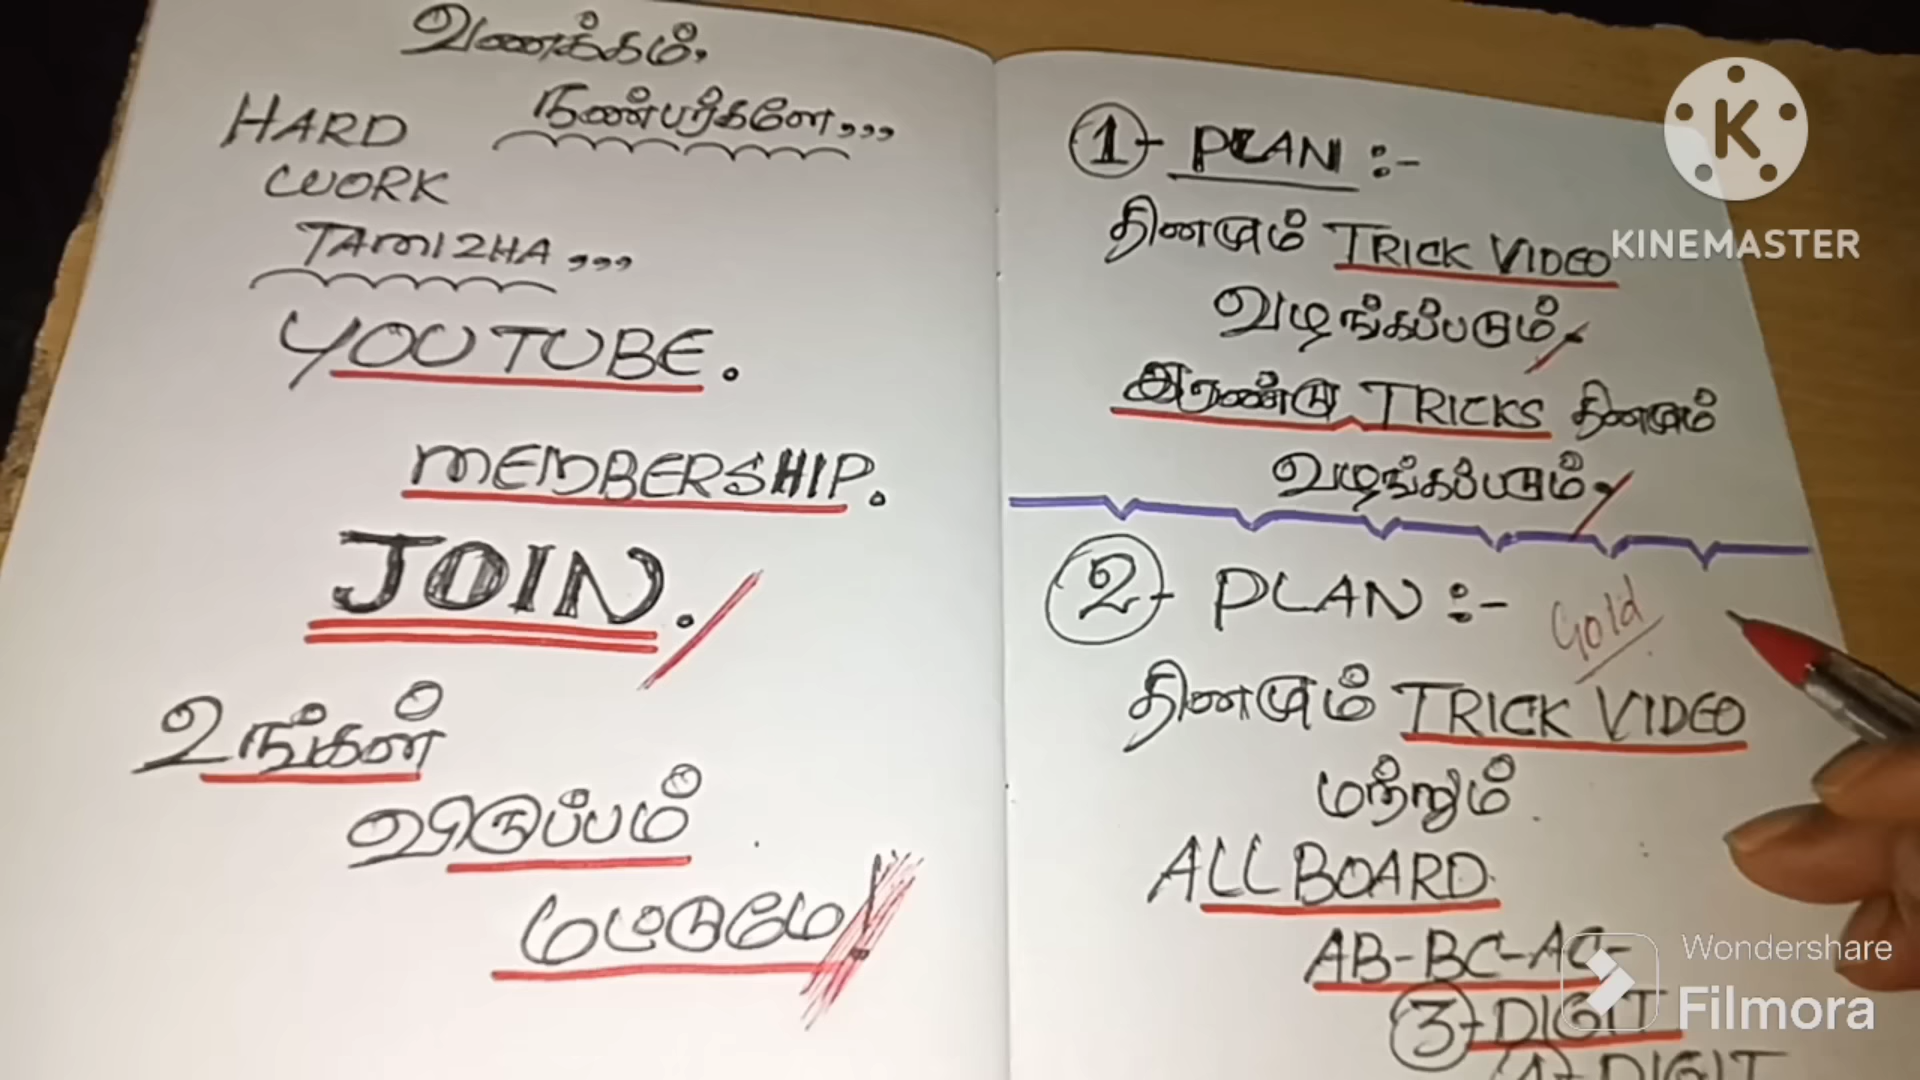 வணக்கம்,
நண்பர்களே,,,
HARD
WORK
TAMIZHA,,,
YOUTUBE.
MEMBERSHIP.
JOIN.
உங்கள்
விருப்பம்
மட்டுமே!
1- PLAN :-
தினமும் TRICK VIDEO
வழங்கப்படும்.
இரண்டு TRICKS தினமும்
வழங்கப்படும்.
2- PLAN :-
Gold
தினமும் TRICK VIDEO
மற்றும்
ALL BOARD
AB-BC-AC-
3-DIGIT
4-DIGIT
KINEMASTER
Wondershare
Filmora